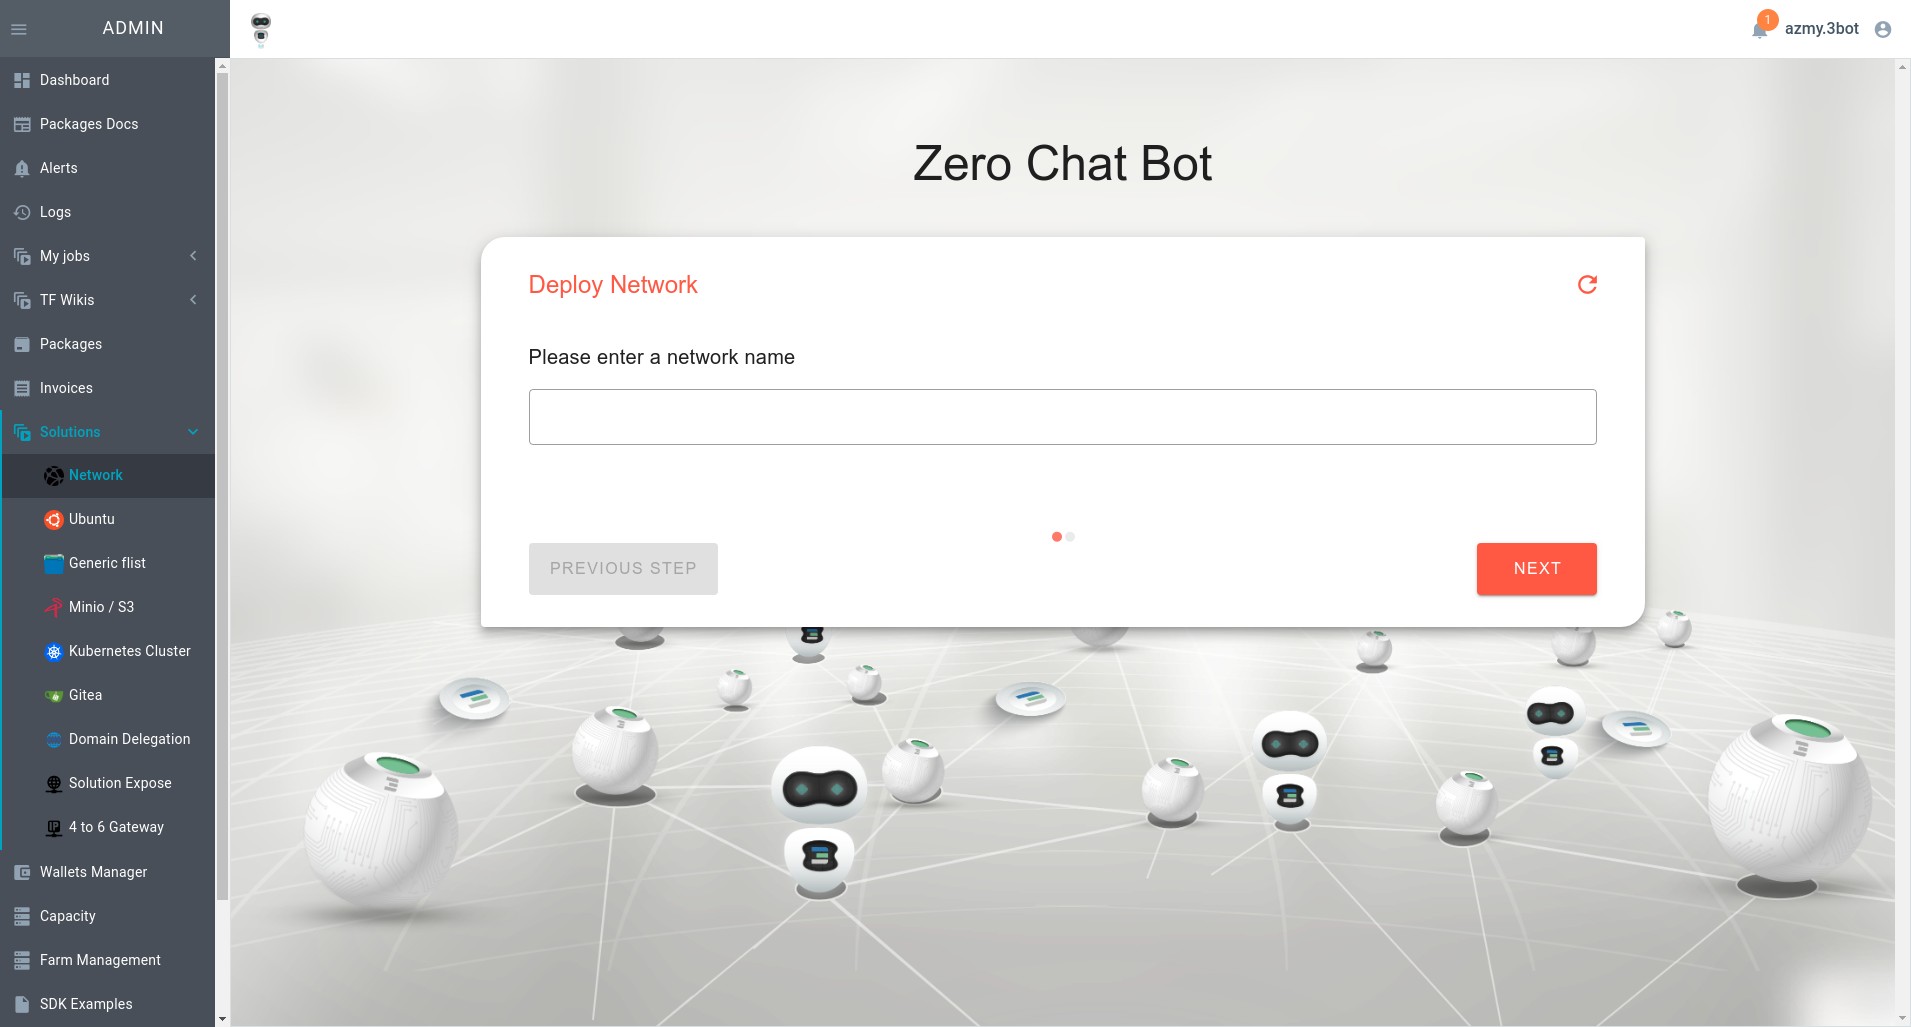 ADMIN
1
azmy.3bot
Dashboard
Packages Docs
Alerts
Logs
My jobs
TF Wikis
Packages
Invoices
Solutions
Network
Ubuntu
Generic flist
Minio / S3
Kubernetes Cluster
Gitea
Domain Delegation
Solution Expose
4 to 6 Gateway
Wallets Manager
Capacity
Farm Management
SDK Examples
Zero Chat Bot
Deploy Network
Please enter a network name
PREVIOUS STEP
NEXT